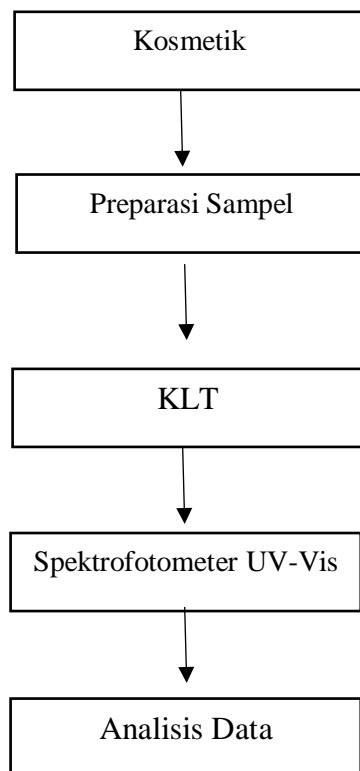 Kosmetik
Preparasi Sampel
KLT
Spektrofotometer UV-Vis
Analisis Data